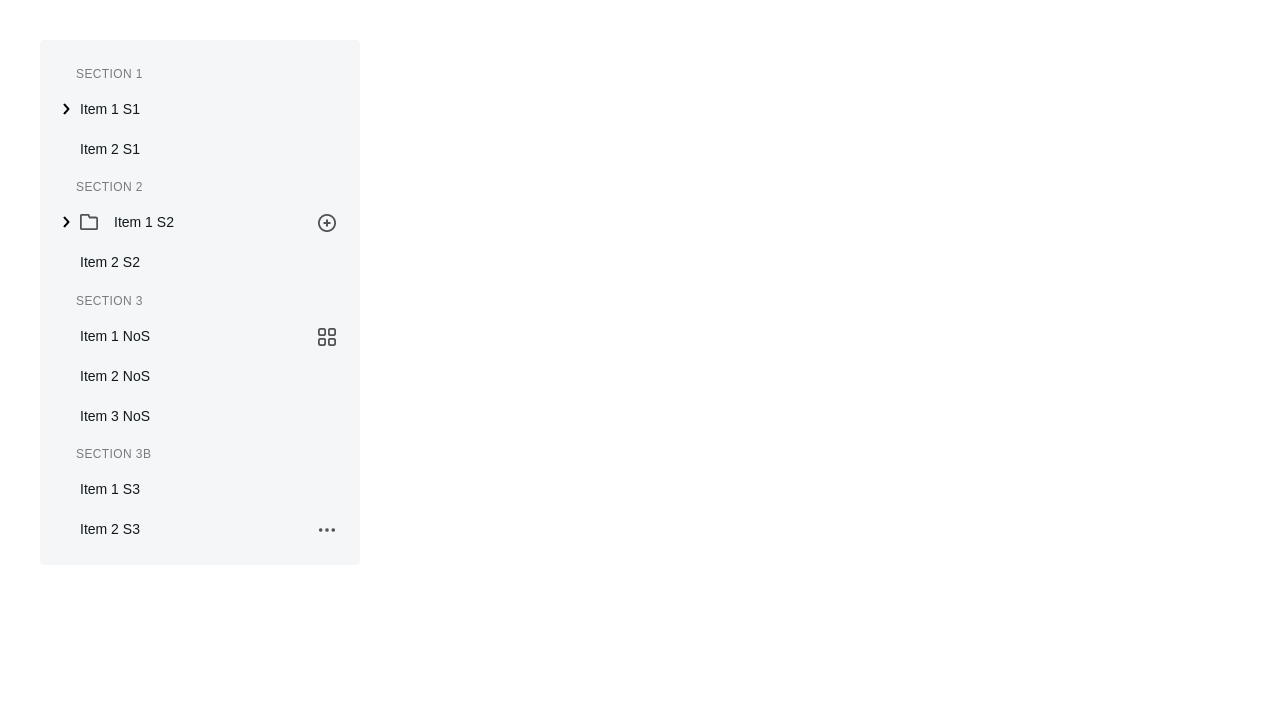 SECTION 1
Item 1 S1
Item 2 S1
SECTION 2
Item 1 S2
Item 2 S2
SECTION 3
Item 1 NoS
Item 2 NoS
Item 3 NoS
SECTION 3B
Item 1 S3
Item 2 S3